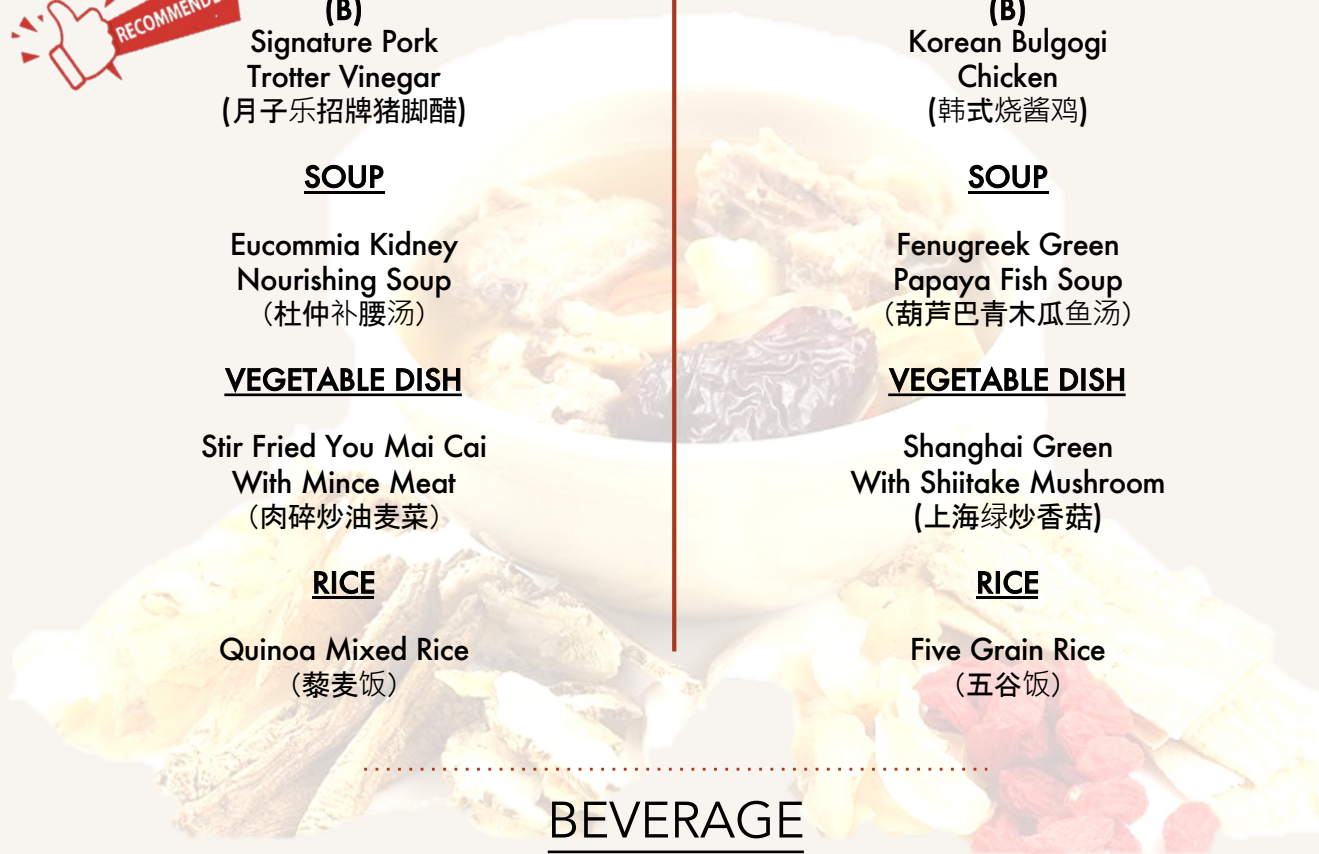 RECOMMENDE
(B)
Signature Pork
Trotter Vinegar
(月子乐招牌猪脚醋)
SOUP
Eucommia Kidney
Nourishing Soup
（杜仲补腰汤）
VEGETABLE DISH
Stir Fried You Mai Cai
With Mince Meat
（肉碎炒油麦菜）
RICE
Quinoa Mixed Rice
（藜麦饭）
(B)
Korean Bulgogi
Chicken
(韩式烧酱鸡)
SOUP
Fenugreek Green
Papaya Fish Soup
（葫芦巴青木瓜鱼汤）
VEGETABLE DISH
Shanghai Green
With Shiitake Mushroom
(上海绿炒香菇)
RICE
Five Grain Rice
（五谷饭）
BEVERAGE